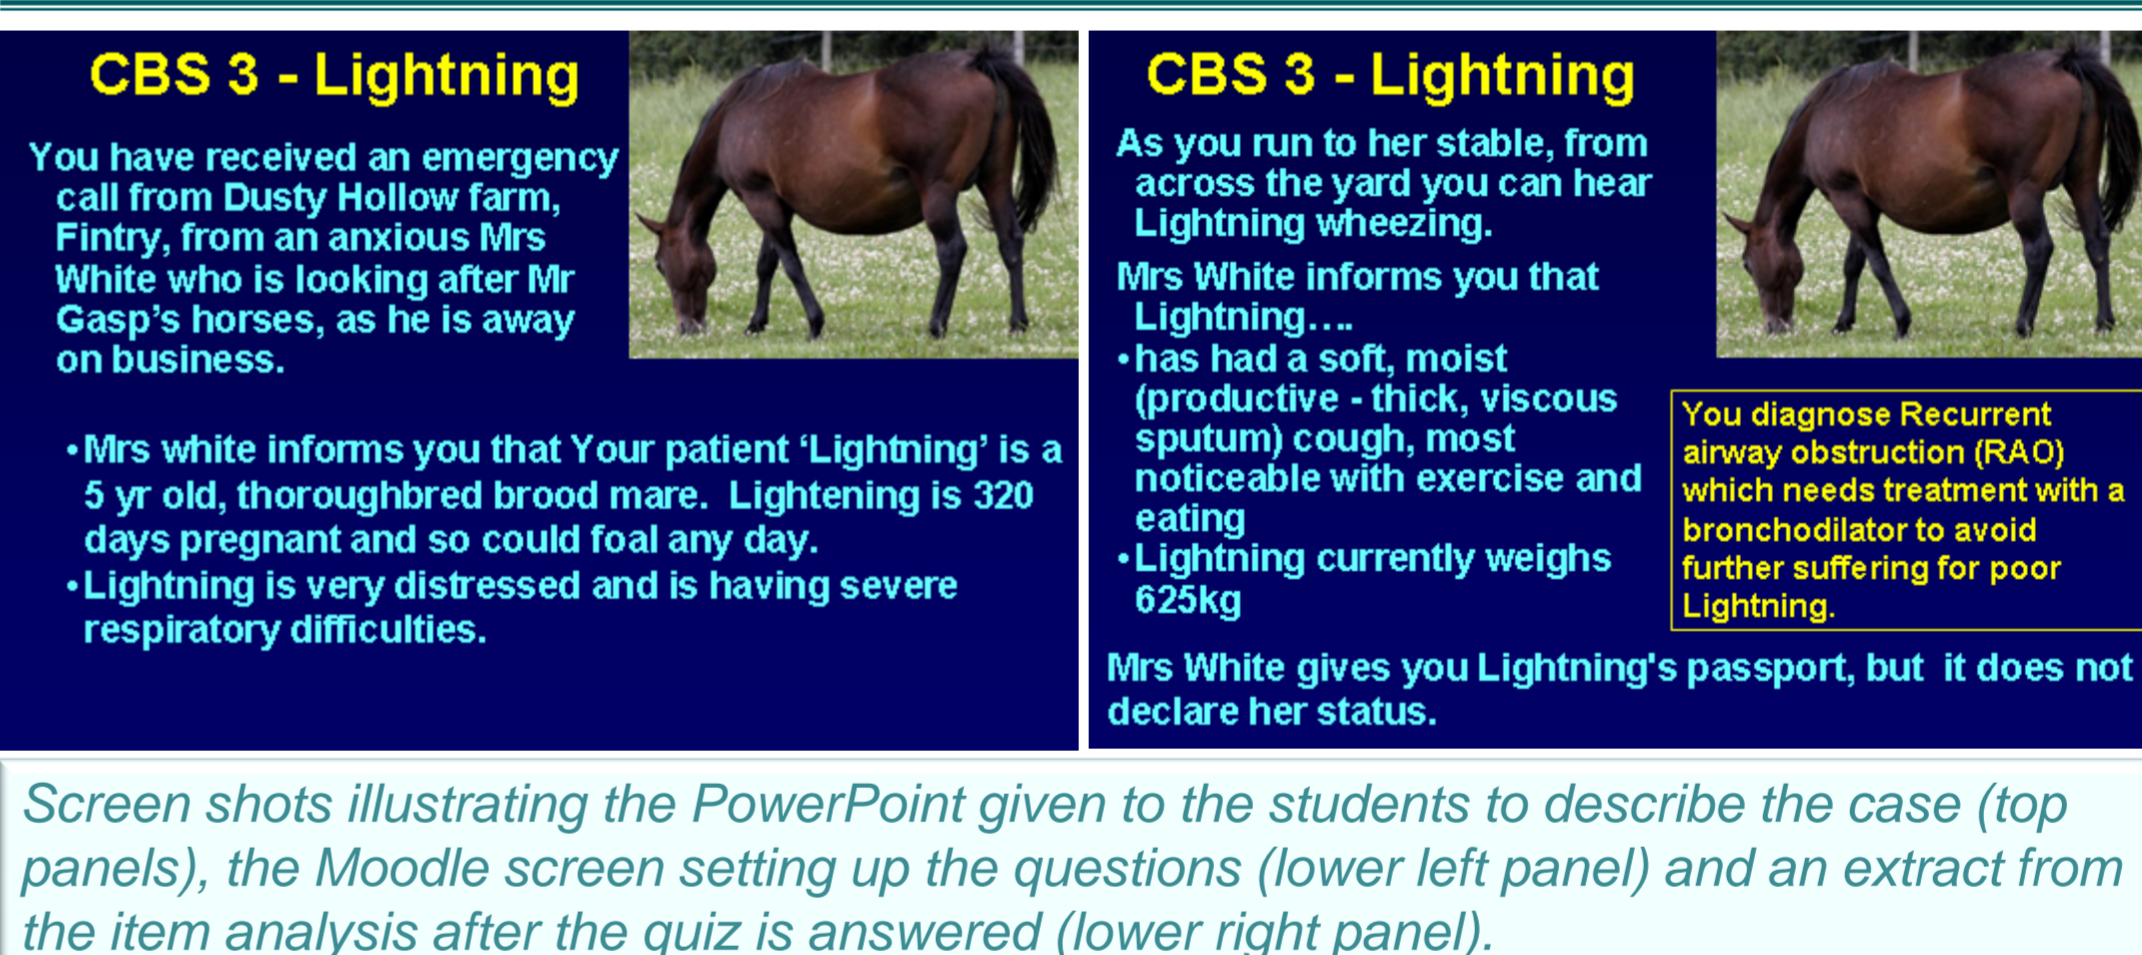 CBS 3 - Lightning
You have received an emergency
call from Dusty Hollow farm,
Fintry, from an anxious Mrs
White who is looking after Mr
Gasp’s horses, as he is away
on business.
•Mrs white informs you that Your patient ‘Lightning’ is a
5 yr old, thoroughbred brood mare.  Lightening is 320
days pregnant and so could foal any day.
•Lightning is very distressed and is having severe
respiratory difficulties.
CBS 3 - Lightning
As you run to her stable, from
across the yard you can hear
Lightning wheezing.
Mrs White informs you that
Lightning….
•has had a soft, moist
(productive - thick, viscous
sputum) cough, most
noticeable with exercise and
eating
•Lightning currently weighs
625kg
You diagnose Recurrent
airway obstruction (RAO)
which needs treatment with a
bronchodilator to avoid
further suffering for poor
Lightning.
Mrs White gives you Lightning's passport, but  it does not
declare her status.
Screen shots illustrating the PowerPoint given to the students to describe the case (top
panels), the Moodle screen setting up the questions (lower left panel) and an extract from
the item analysis after the quiz is answered (lower right panel).